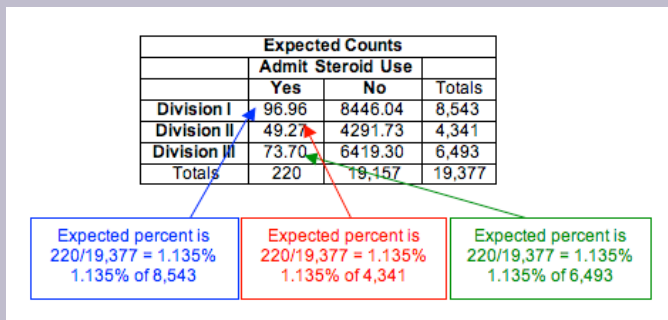 Expected Counts
Admit Steroid Use
Yes No Totals
Division I 96.96 8446.04 8,543
Division II 49.27 4291.73 4,341
Division III 73.70 6419.30 6,493
Totals 220 19,157 19,377
Expected percent is
220/19,377 = 1.135%
1.135% of 8,543
Expected percent is
220/19,377 = 1.135%
1.135% of 4,341
Expected percent is
220/19,377 = 1.135%
1.135% of 6,493